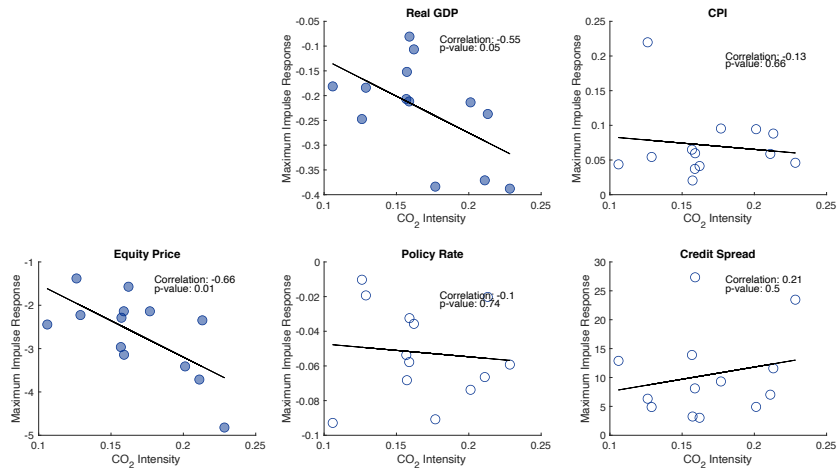 Real GDP
Correlation: -0.55
p-value: 0.05
Maximum Impulse Response
-0.05
-0.1
-0.15
-0.2
-0.25
-0.3
-0.35
-0.4
0.1
0.15
0.2
0.25
CO2 Intensity
CPI
Correlation: -0.13
p-value: 0.66
Maximum Impulse Response
0.25
0.2
0.15
0.1
0.05
0
0.1
0.15
0.2
0.25
CO2 Intensity
Equity Price
Correlation: -0.66
p-value: 0.01
Maximum Impulse Response
-1
-2
-3
-4
-5
0.1
0.15
0.2
0.25
CO2 Intensity
Policy Rate
Correlation: -0.1
p-value: 0.74
Maximum Impulse Response
0
-0.02
-0.04
-0.06
-0.08
-0.1
0.1
0.15
0.2
0.25
CO2 Intensity
Credit Spread
Correlation: 0.21
p-value: 0.5
Maximum Impulse Response
30
25
20
15
10
5
0
0.1
0.15
0.2
0.25
CO2 Intensity